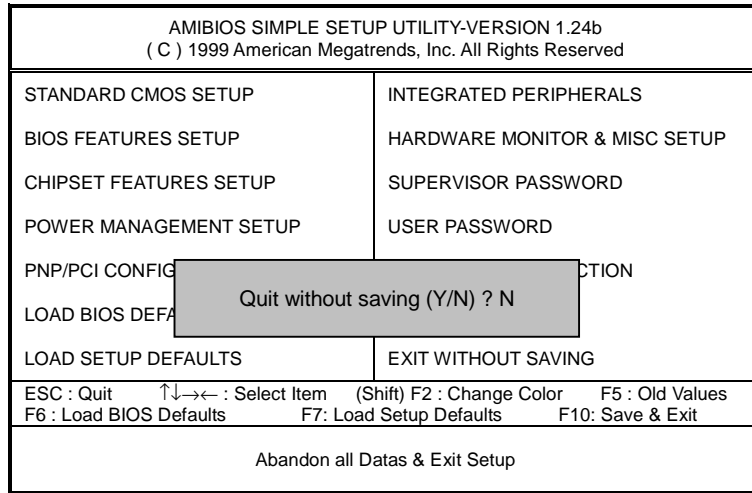 AMIBIOS SIMPLE SETUP UTILITY-VERSION 1.24b
( C ) 1999 American Megatrends, Inc. All Rights Reserved
STANDARD CMOS SETUP
BIOS FEATURES SETUP
CHIPSET FEATURES SETUP
POWER MANAGEMENT SETUP
PNP/PCI CONFIG
LOAD BIOS DEFA
LOAD SETUP DEFAULTS
INTEGRATED PERIPHERALS
HARDWARE MONITOR & MISC SETUP
SUPERVISOR PASSWORD
USER PASSWORD
CTION
EXIT WITHOUT SAVING
Quit without saving (Y/N) ? N
ESC : Quit ↑↓→← : Select Item (Shift) F2 : Change Color F5 : Old Values
F6 : Load BIOS Defaults F7: Load Setup Defaults F10: Save & Exit
Abandon all Datas & Exit Setup